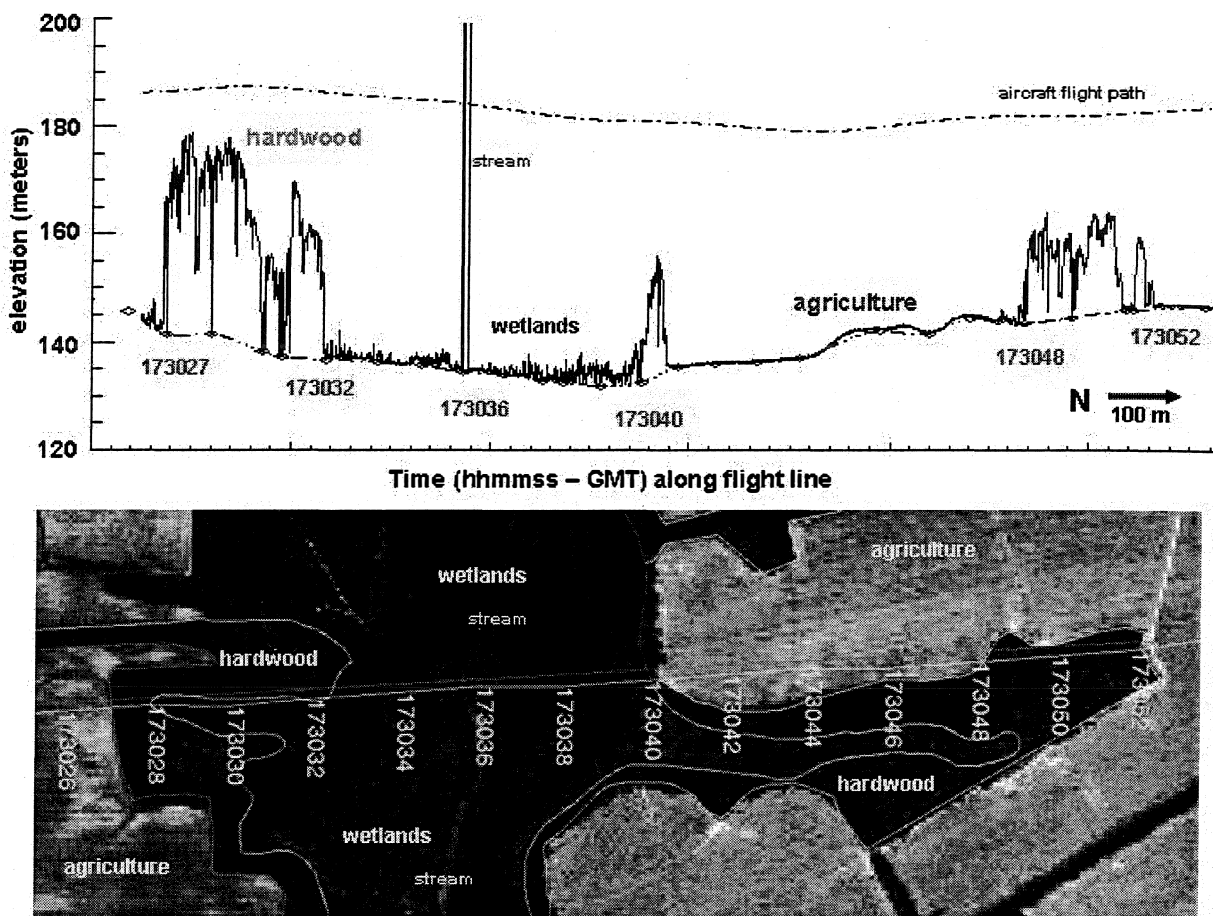 200
aircraft flight path
180
hardwood
stream
elevation (meters)
160
agriculture
wetlands
140
173027
173032
173036
173040
173048
173052
N
100 m
120
Time (hhmmss – GMT) along flight line
agriculture
wetlands
stream
hardwood
173026
173028
173030
173032
173034
173036
173038
173040
173042
173044
173046
173048
173050
173052
hardwood
wetlands
agriculture
stream